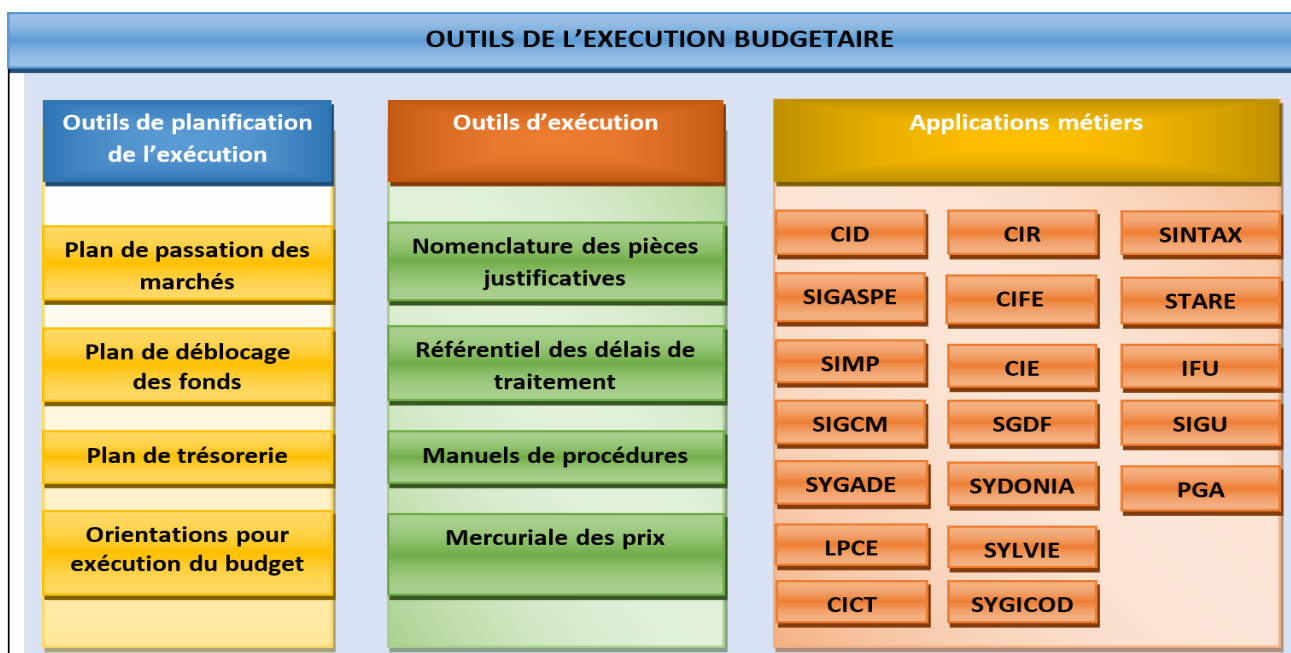 OUTILS DE L'EXECUTION BUDGETAIRE
Outils de planification
de l'exécution
Plan de passation des
marchés
Plan de déblocage
des fonds
Plan de trésorerie
Orientations pour
exécution du budget
Outils d'exécution
Nomenclature des pièces
justificatives
Référentiel des délais de
traitement
Manuels de procédures
Mercuriale des prix
Applications métiers
CID
CIR
SINTAX
SIGASPE
CIFE
STARE
SIMP
CIE
IFU
SIGCM
SGDF
SIGU
SYGADE
SYDONIA
PGA
LPCE
SYLVIE
CICT
SYGICOD